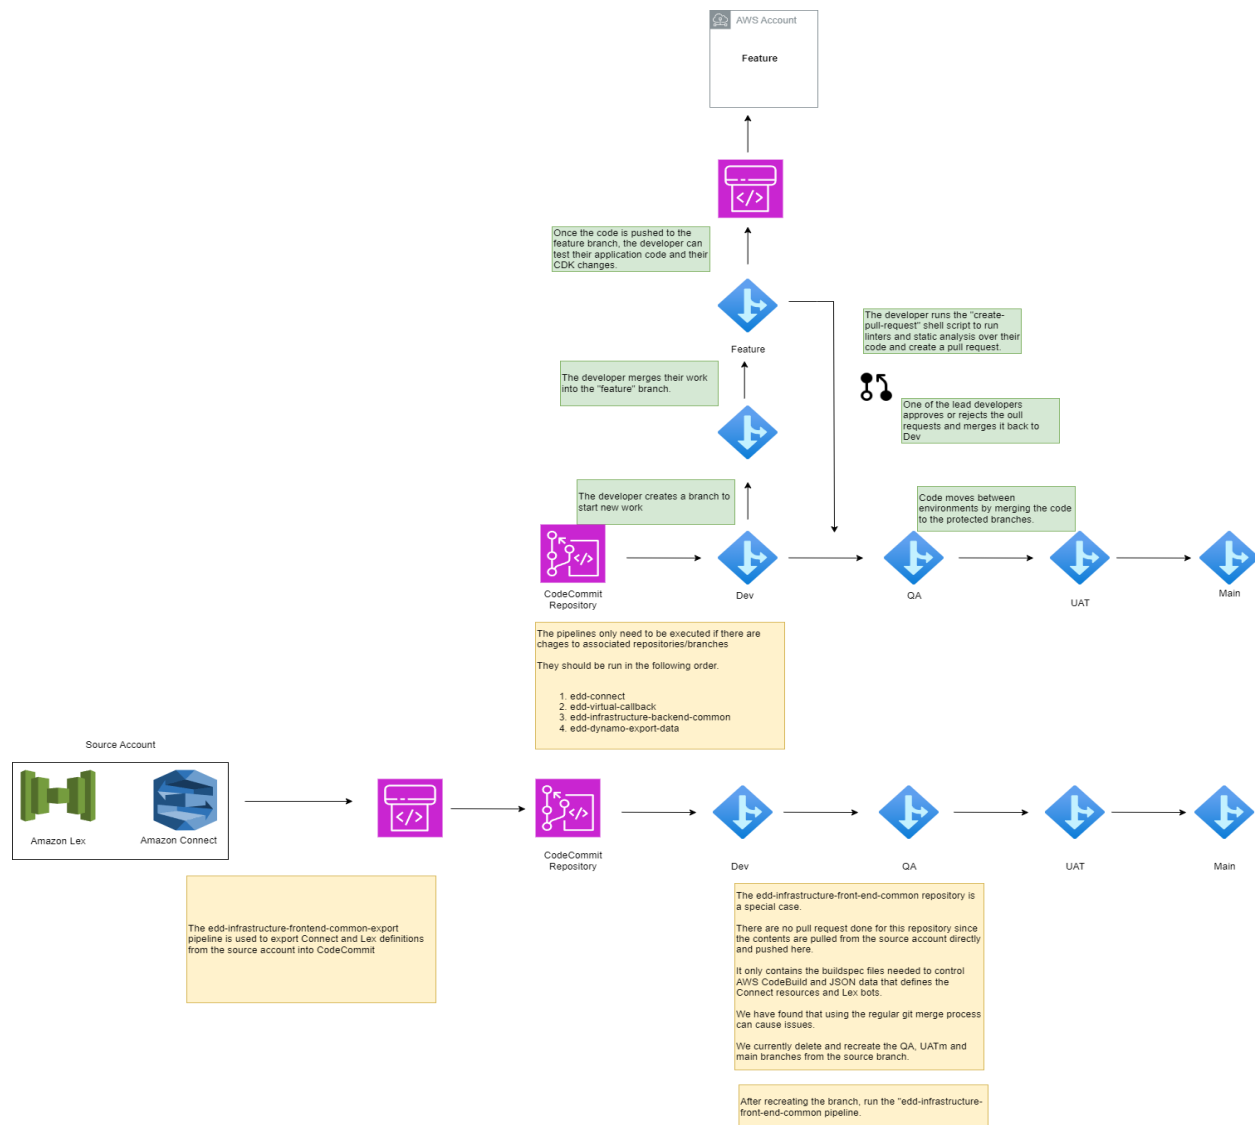 AWS Account
Feature
Once the code is pushed to the
feature branch, the developer can
test their application code and their
CDK changes.
The developer runs the "create-
pull-request" shell script to run
linters and static analysis over their
code and create a pull request.
Feature
The developer merges their work
into the "feature" branch.
One of the lead developers
approves or rejects the oull
requests and merges it back to
Dev
The developer creates a branch to
start new work
Code moves between
environments by merging the code
to the protected branches.
CodeCommit
Repository
Dev
QA
UAT
Main
The pipelines only need to be executed if there are
chages to associated repositories/branches
They should be run in the following order.
1. edd-connect
2. edd-virtual-callback
3. edd-infrastructure-backend-common
4. edd-dynamo-export-data
Source Account
Amazon Lex
Amazon Connect
CodeCommit
Repository
Dev
QA
UAT
Main
The edd-infrastructure-frontend-common-export
pipeline is used to export Connect and Lex definitions
from the source account into CodeCommit
The edd-infrastructure-front-end-common repository is
a special case.
There are no pull request done for this repository since
the contents are pulled from the source account directly
and pushed here.
It only contains the buildspec files needed to control
AWS CodeBuild and JSON data that defines the
Connect resources and Lex bots.
We have found that using the regular git merge process
can cause issues.
We currently delete and recreate the QA, UATm and
main branches from the source branch.
After recreating the branch, run the "edd-infrastructure-
front-end-common pipeline.